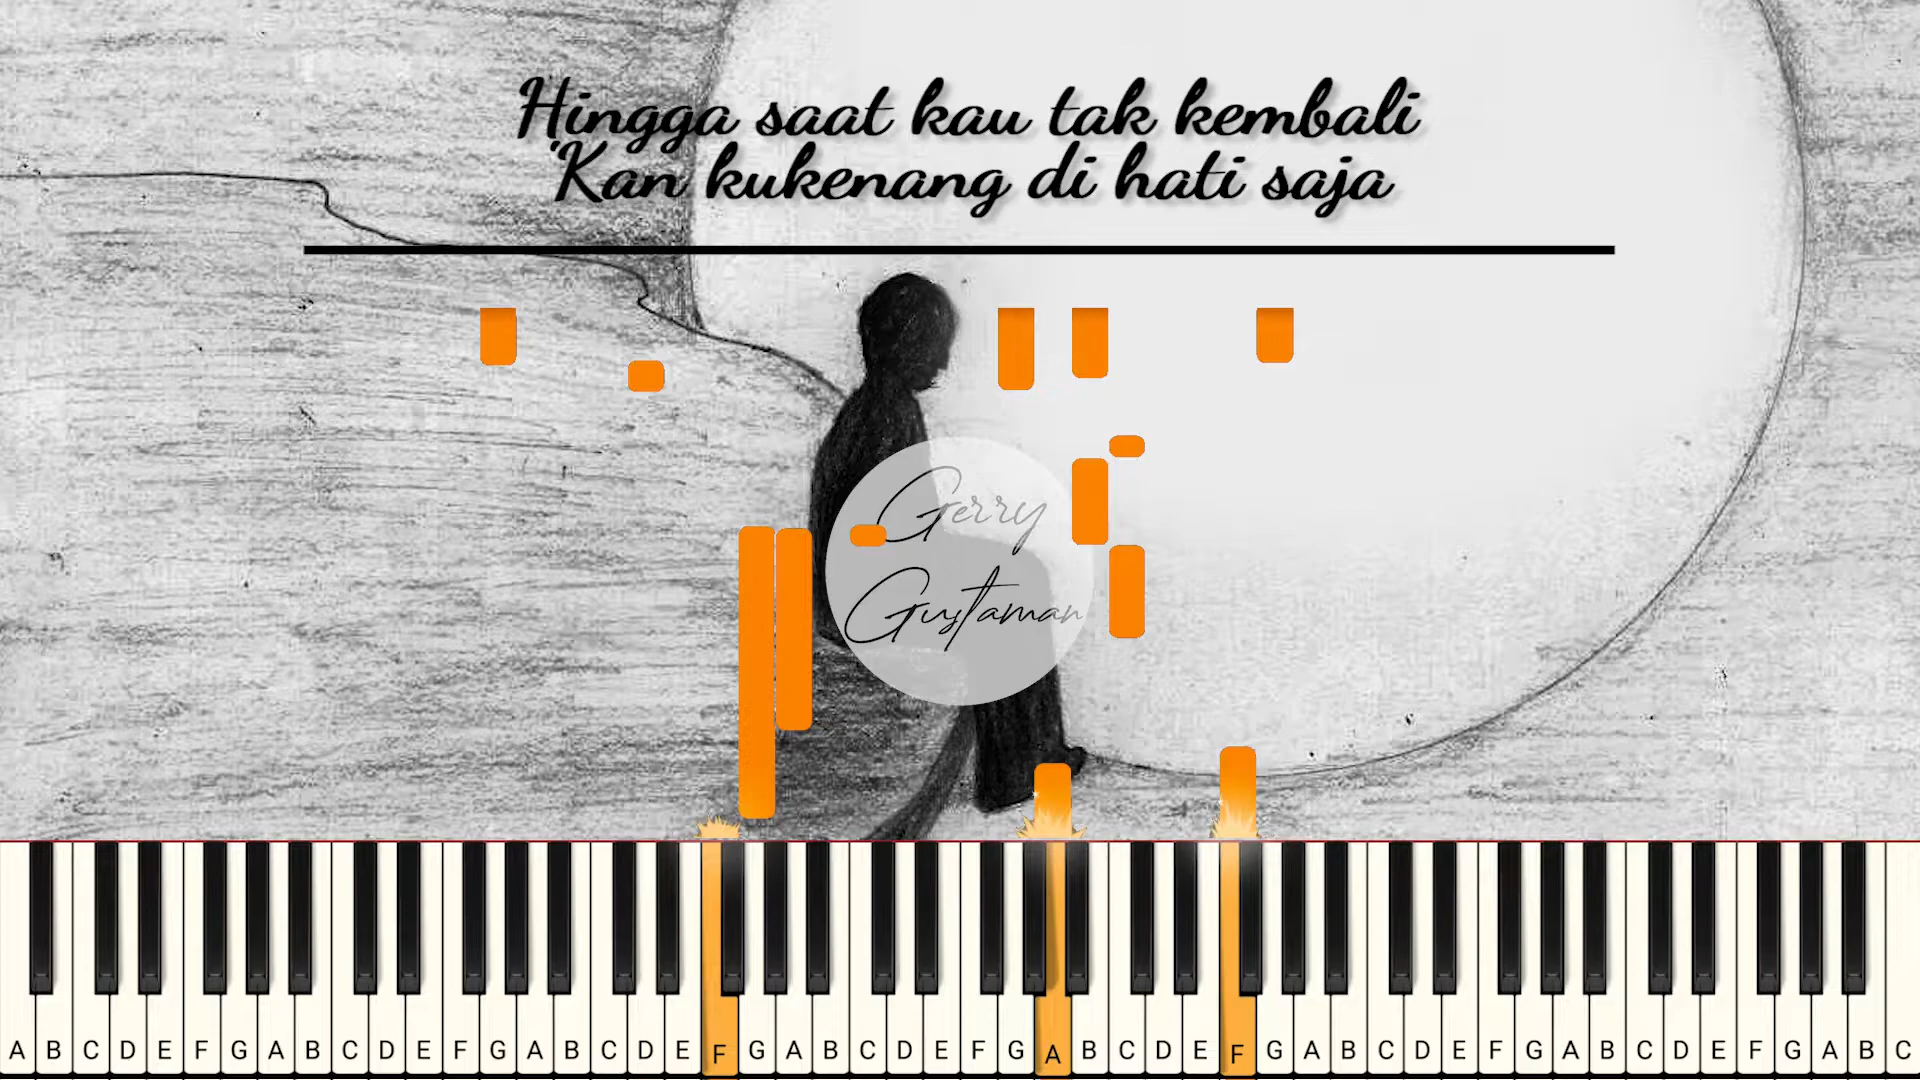 Hingga saat kau tak kembali
'Kan kukenang di hati saja
Gerry
Gustaman
A B C D E F G A B C D E F G A B C D E F G A B C D E F G A B C D E F G A B C D E F G A B C D E F G A B C